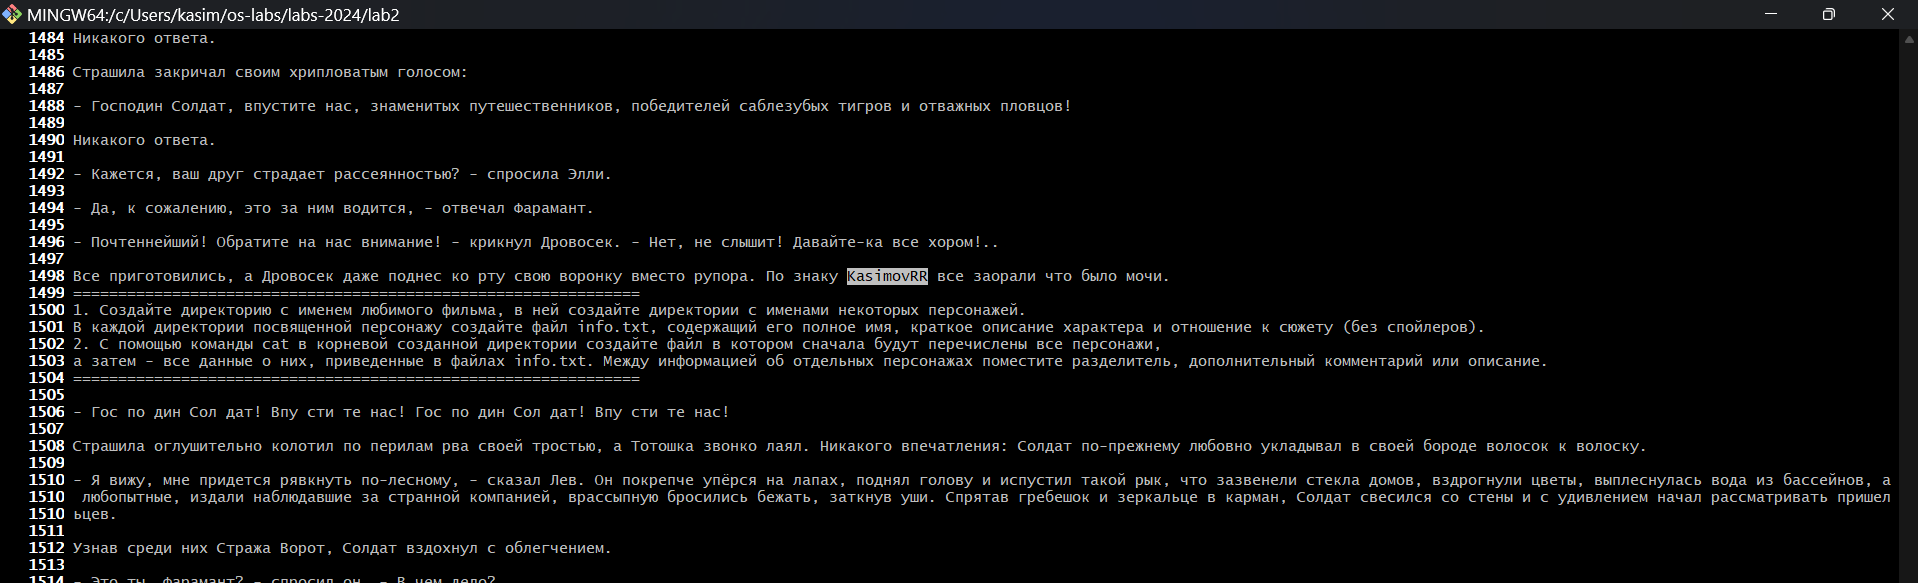 MINGW64:/c/Users/kasim/os-labs/labs-2024/lab2
1484 Никакого ответа.
1485
1486 Страшила закричал своим хрипловатым голосом:
1487
1488 - Господин Солдат, впустите нас, знаменитых путешественников, победителей саблезубых тигров и отважных пловцов!
1489
1490 Никакого ответа.
1491
1492 - Кажется, ваш друг страдает рассеянностью? - спросила Элли.
1493
1494 - Да, к сожалению, это за ним водится, - отвечал Фарамант.
1495
1496 - Почтеннейший! Обратите на нас внимание! - крикнул Дровосек. - Нет, не слышит! Давайте-ка все хором!..
1497
1498 Все приготовились, а Дровосек даже поднес ко рту свою воронку вместо рупора. По знаку KasimovRR все заорали что было мочи.
1499 ===============================================================
1500 1. Создайте директорию с именем любимого фильма, в ней создайте директории с именами некоторых персонажей.
1501 В каждой директории посвященной персонажу создайте файл info.txt, содержащий его полное имя, краткое описание характера и отношение к сюжету (без спойлеров).
1502 2. С помощью команды cat в корневой созданной директории создайте файл в котором сначала будут перечислены все персонажи,
1503 а затем - все данные о них, приведенные в файлах info.txt. Между информацией об отдельных персонажах поместите разделитель, дополнительный комментарий или описание.
1504 ===============================================================
1505
1506 - Гос по дин Сол дат! Впу сти те нас! Гос по дин Сол дат! Впу сти те нас!
1507
1508 Страшила оглушительно колотил по перилам рва своей тростью, а Тотошка звонко лаял. Никакого впечатления: Солдат по-прежнему любовно укладывал в своей бороде волосок к волоску.
1509
1510 - Я вижу, мне придется рявкнуть по-лесному, - сказал Лев. Он покрепче упёрся на лапах, поднял голову и испустил такой рык, что зазвенели стекла домов, вздрогнули цветы, выплеснулась вода из бассейнов, а
1510 любопытные, издали наблюдавшие за странной компанией, врассыпную бросились бежать, заткнув уши. Спрятав гребешок и зеркальце в карман, Солдат свесился со стены и с удивлением начал рассматривать пришел
1510 ьцев.
1511
1512 Узнав среди них Стража Ворот, Солдат вздохнул с облегчением.
1513
1514 - Это ты, Фарамант? - спросил он. - В чем дело?